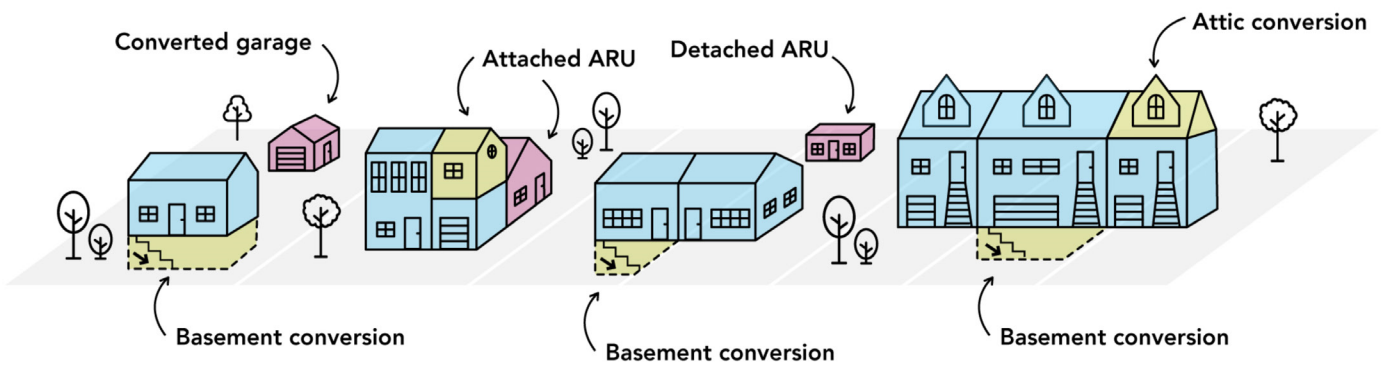 Converted garage
Attached ARU
Detached ARU
Attic conversion
Basement conversion
Basement conversion
Basement conversion